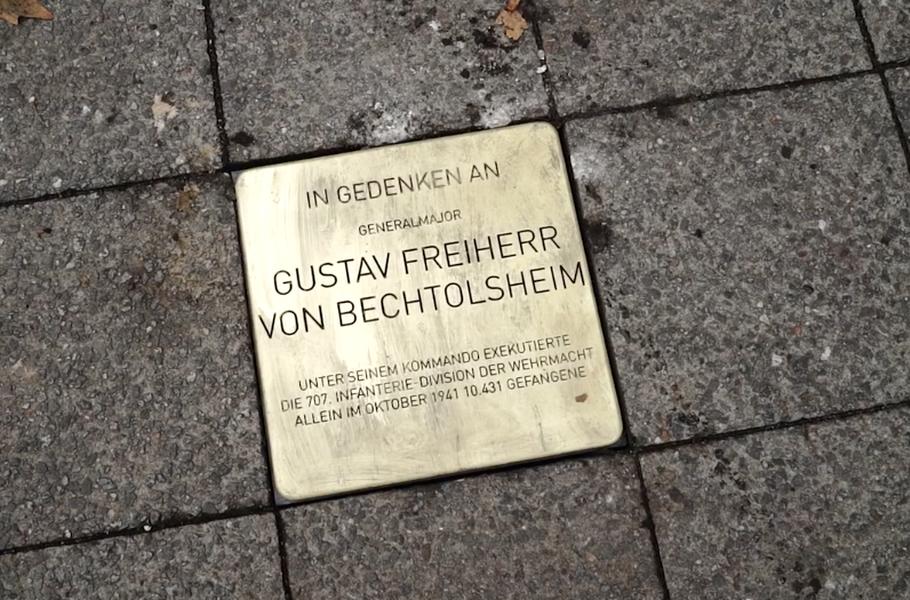 IN GEDENKEN AN
GENERALMAJOR
GUSTAV FREIHERR
VON BECHTOLSHEIM
UNTER SEINEM KOMMANDO EXEKUTIERTE
DIE 707. INFANTERIE-DIVISION DER WEHRMACHT
ALLEIN IM OKTOBER 1941 10.431 GEFANGENE